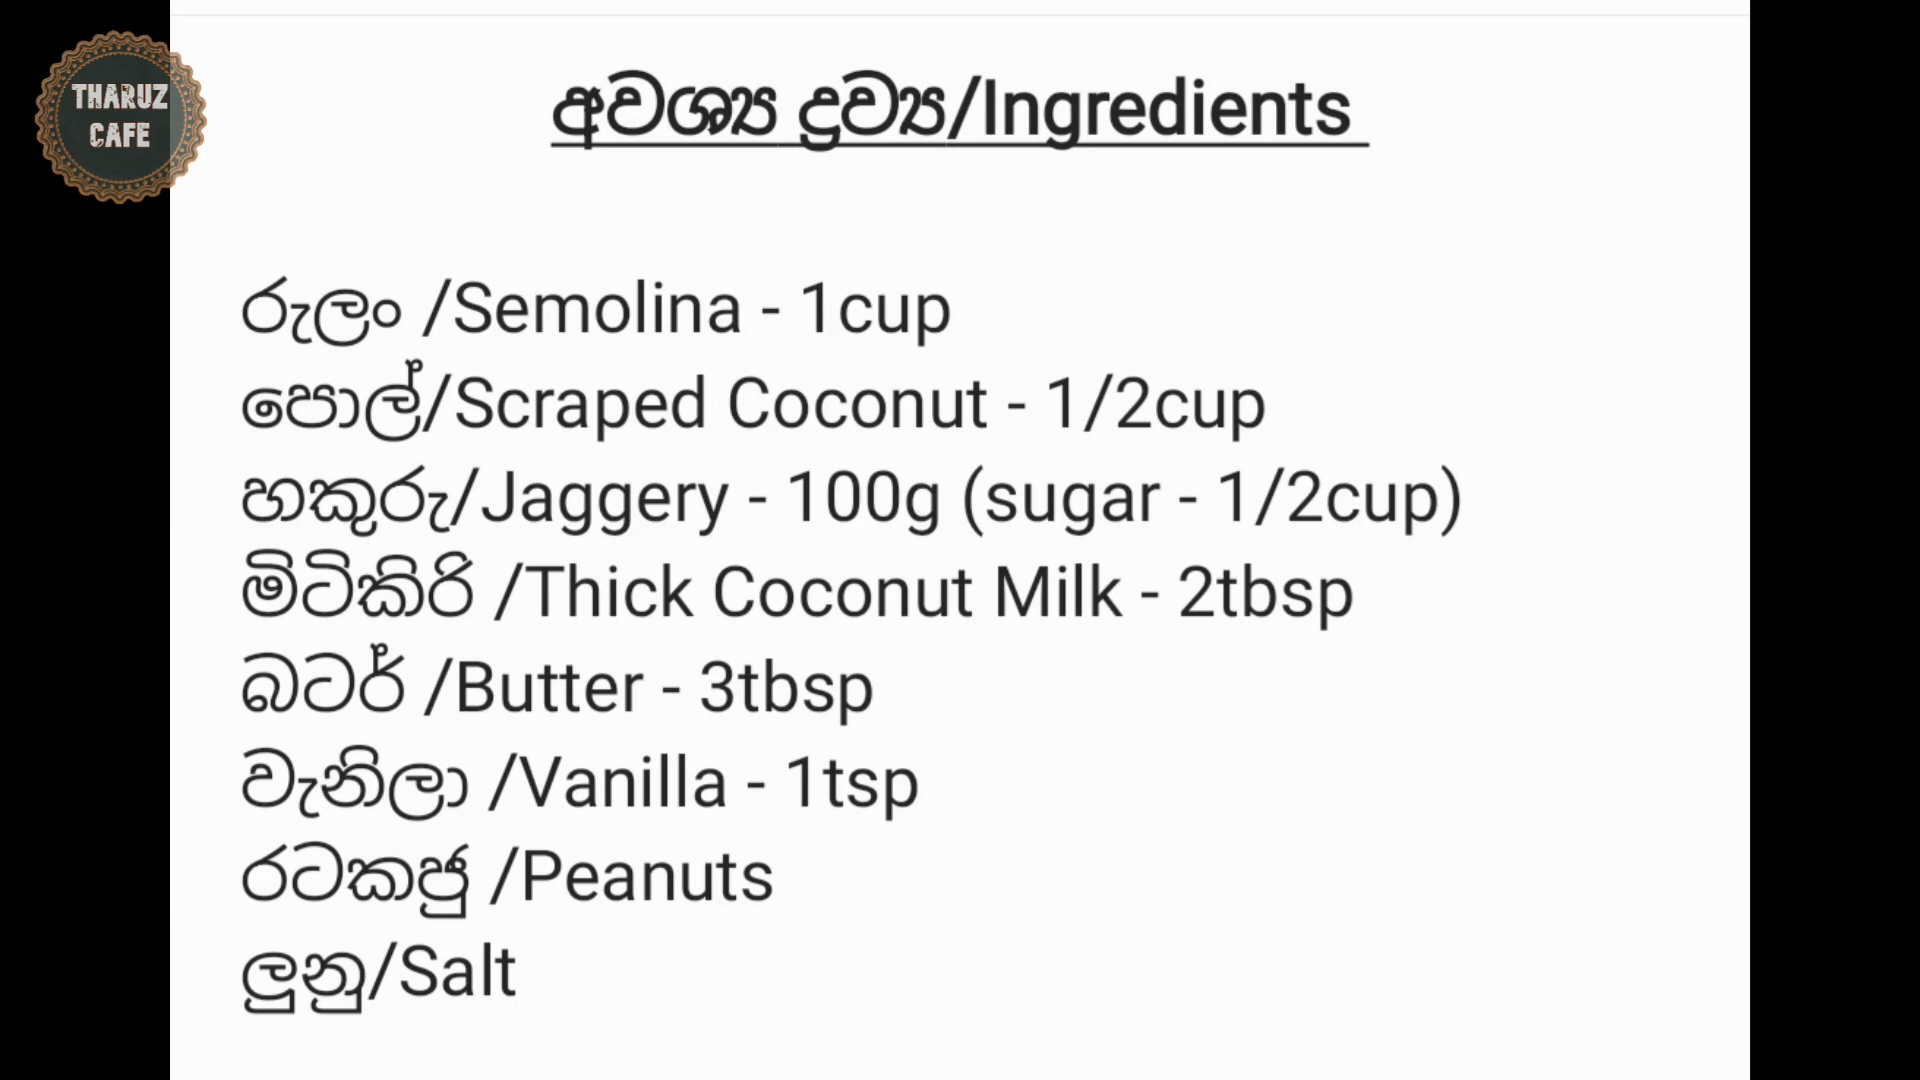 THARUZ
CAFE
අවශ්‍ය ද්‍රව්‍ය/Ingredients
රුලං /Semolina - 1cup
පොල්/Scraped Coconut - 1/2cup
හකුරු/Jaggery - 100g (sugar - 1/2cup)
මිටිකිරි /Thick Coconut Milk - 2tbsp
බටර් /Butter - 3tbsp
වැනිලා /Vanilla - 1tsp
රටකජු /Peanuts
ලුනු/Salt